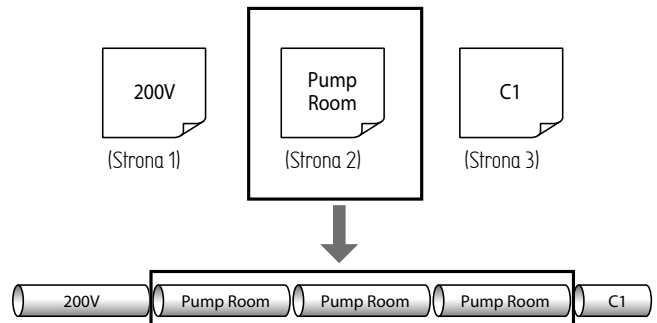 200V
Pump
Room
C1
(Strona 1)
(Strona 2)
(Strona 3)
200V
Pump Room
Pump Room
Pump Room
C1